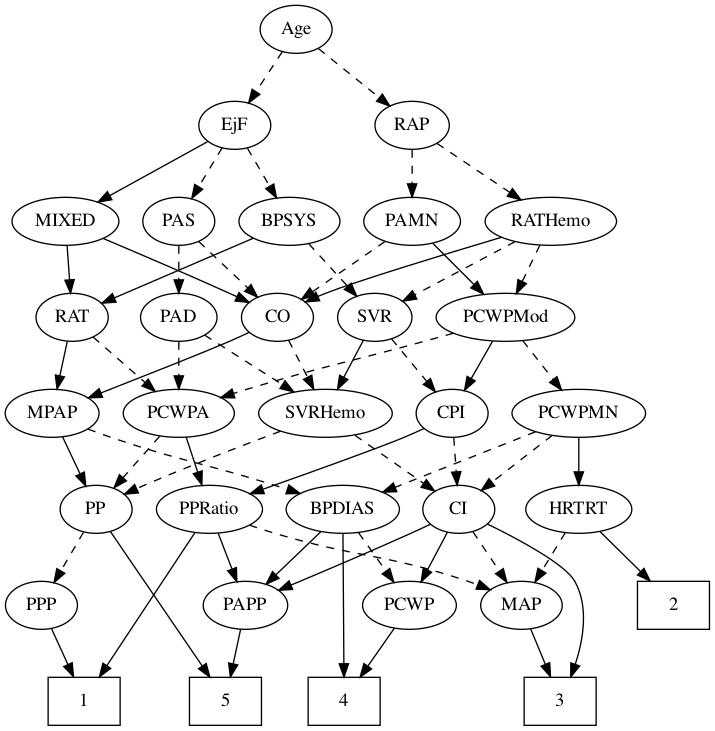 Age
EjF
RAP
MIXED
PAS
BPSYS
PAMN
RATHemo
RAT
PAD
CO
SVR
PCWPMod
MPAP
PCWPA
SVRHemo
CPI
PCWPMN
PP
PPRatio
BPDIAS
CI
HRTRT
PPP
PAPP
PCWP
MAP
2
1
5
4
3